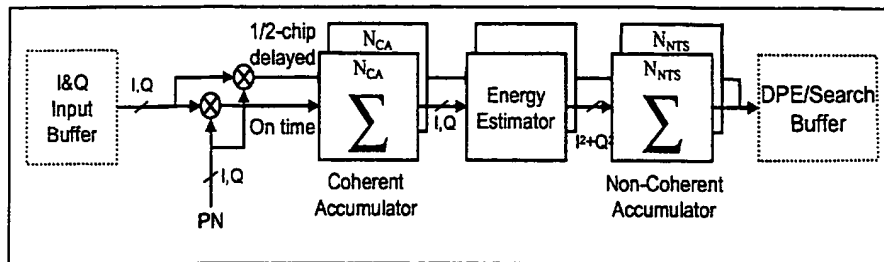 1/2-chip
delayed
N_CA
N_NTS
I&Q
Input
Buffer
I,Q
N_CA
Σ
I,Q
Energy
Estimator
I²+Q²
N_NTS
Σ
DPE/Search
Buffer
On time
I,Q
PN
Coherent
Accumulator
Non-Coherent
Accumulator